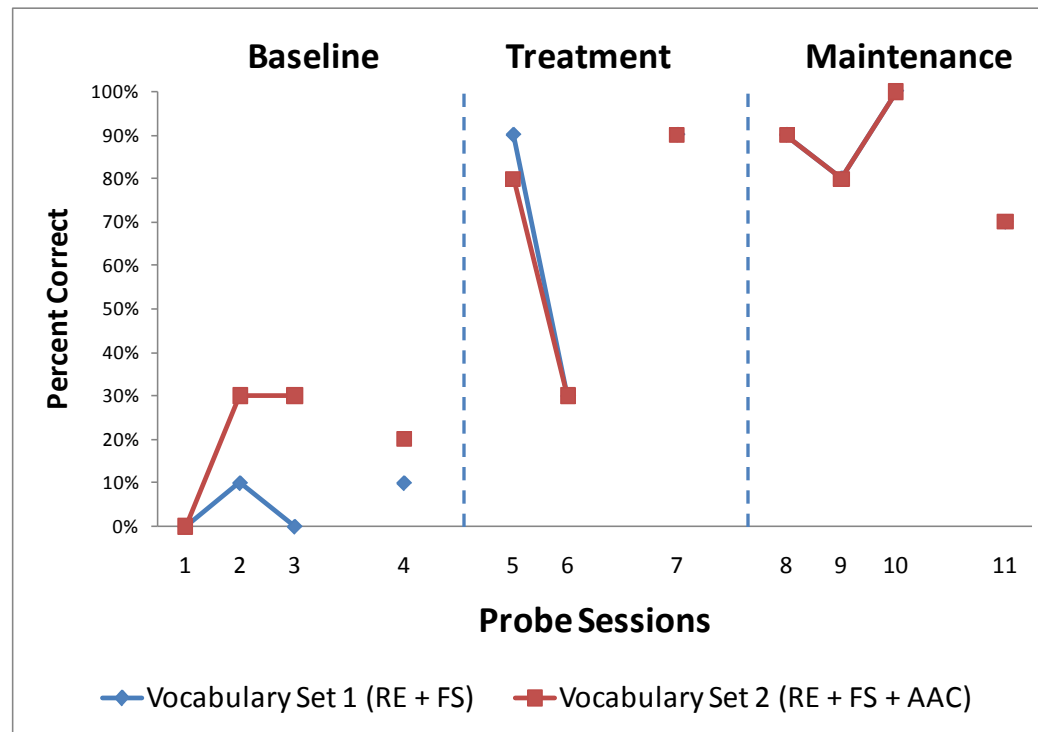 Baseline Treatment Maintenance
100%
90%
80%
70%
60%
50%
40%
30%
20%
10%
0%
Percent Correct
1 2 3 4 5 6 7 8 9 10 11
Probe Sessions
Vocabulary Set 1 (RE + FS) Vocabulary Set 2 (RE + FS + AAC)